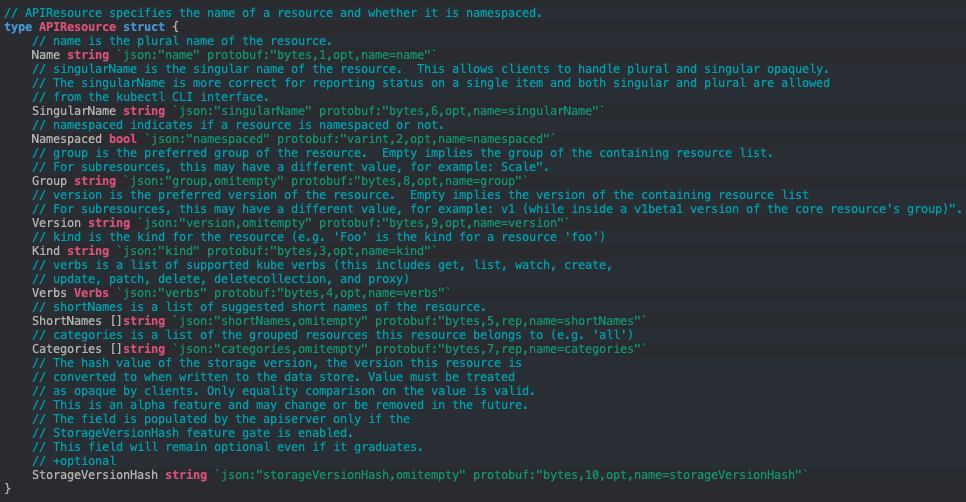 // APIResource specifies the name of a resource and whether it is namespaced.
type APIResource struct {
    // name is the plural name of the resource.
    Name string `json:"name" protobuf:"bytes,1,opt,name=name"`
    // singularName is the singular name of the resource.  This allows clients to handle plural and singular opaquely.
    // The singularName is more correct for reporting status on a single item and both singular and plural are allowed
    // from the kubectl CLI interface.
    SingularName string `json:"singularName" protobuf:"bytes,6,opt,name=singularName"`
    // namespaced indicates if a resource is namespaced or not.
    Namespaced bool `json:"namespaced" protobuf:"varint,2,opt,name=namespaced"`
    // group is the preferred group of the resource.  Empty implies the group of the containing resource list.
    // For subresources, this may have a different value, for example: Scale".
    Group string `json:"group,omitempty" protobuf:"bytes,8,opt,name=group"`
    // version is the preferred version of the resource.  Empty implies the version of the containing resource list
    // For subresources, this may have a different value, for example: v1 (while inside a v1beta1 version of the core resource's group)".
    Version string `json:"version,omitempty" protobuf:"bytes,9,opt,name=version"`
    // kind is the kind for the resource (e.g. 'Foo' is the kind for a resource 'foo')
    Kind string `json:"kind" protobuf:"bytes,3,opt,name=kind"`
    // verbs is a list of supported kube verbs (this includes get, list, watch, create,
    // update, patch, delete, deletecollection, and proxy)
    Verbs Verbs `json:"verbs" protobuf:"bytes,4,opt,name=verbs"`
    // shortNames is a list of suggested short names of the resource.
    ShortNames []string `json:"shortNames,omitempty" protobuf:"bytes,5,rep,name=shortNames"`
    // categories is a list of the grouped resources this resource belongs to (e.g. 'all')
    Categories []string `json:"categories,omitempty" protobuf:"bytes,7,rep,name=categories"`
    // The hash value of the storage version, the version this resource is
    // converted to when written to the data store. Value must be treated
    // as opaque by clients. Only equality comparison on the value is valid.
    // This is an alpha feature and may change or be removed in the future.
    // The field is populated by the apiserver only if the
    // StorageVersionHash feature gate is enabled.
    // This field will remain optional even if it graduates.
    // +optional
    StorageVersionHash string `json:"storageVersionHash,omitempty" protobuf:"bytes,10,opt,name=storageVersionHash"`
}